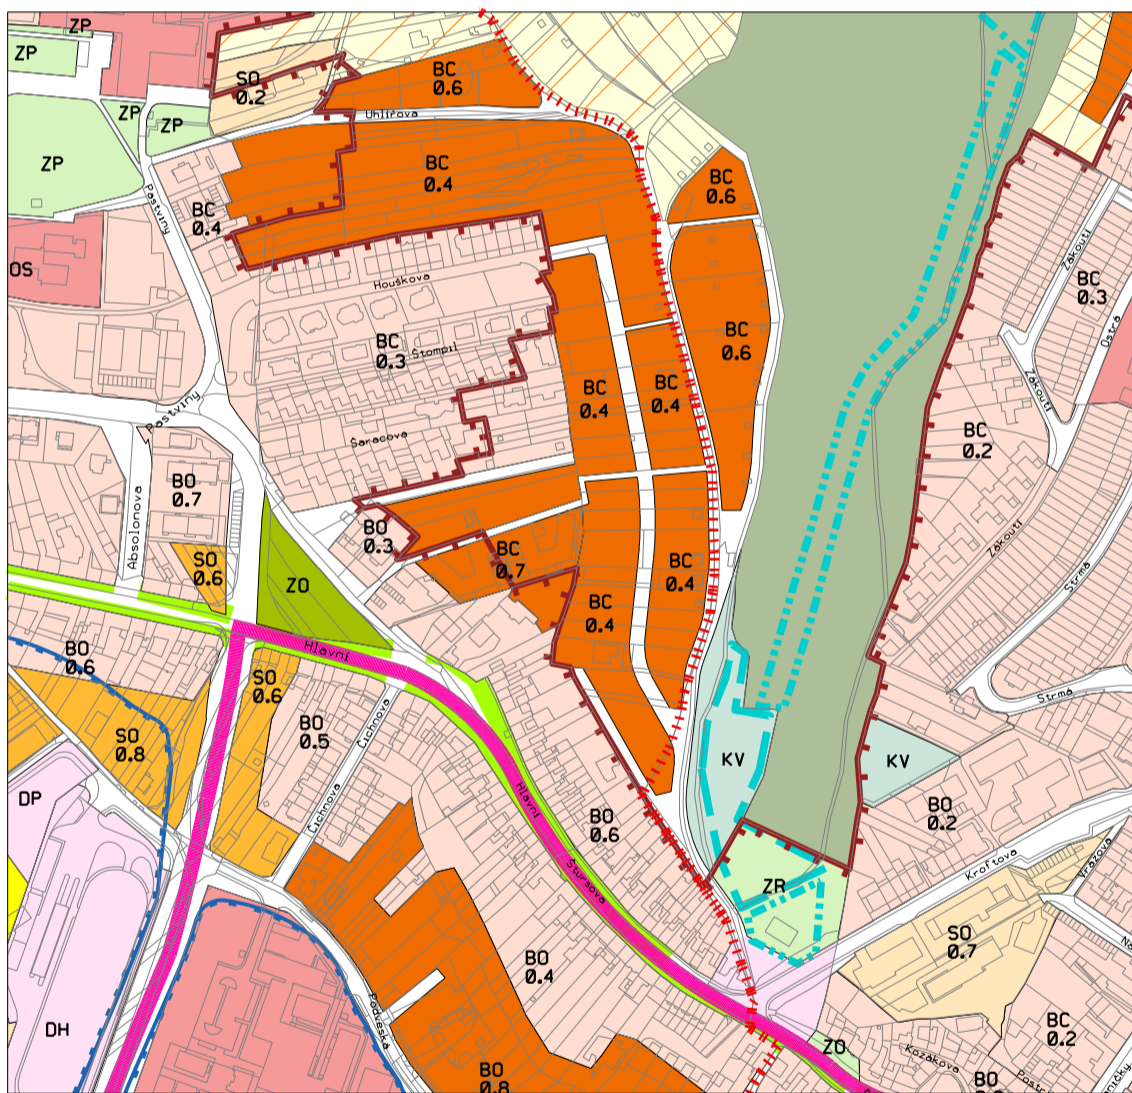 ZP
ZP
SO
0.2
BC
0.6
ZP
ZP
Uhlířova
ZP
BC
0.4
BC
0.6
Pastviny
BC
0.4
Zákoutí
OS
Houškova
BC
0.3
Ostrá
BC
0.3
Štompil
BC
0.6
BC
0.4
BC
0.4
Zákoutí
Pastviny
Šaracova
BC
0.2
BO
0.7
Absolonova
BO
0.3
BC
0.7
Zákoutí
SO
0.6
ZO
BC
0.4
BC
0.4
Strmá
BO
0.6
Hlavní
SO
0.6
Strmá
SO
0.8
BO
0.5
Čichnova
KV
KV
DP
Čichnova
Hlavní
BO
0.6
BO
0.2
Kroftova
Vrázova
Štursova
ZR
SO
0.7
BO
0.4
Podveská
DH
BC
0.2
ZO
Kozákova
BO
0.8
BO